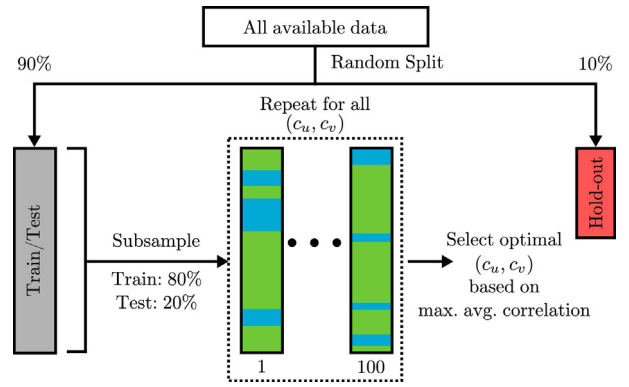 All available data
90%
Random Split
10%
Repeat for all
(c_u, c_v)
Train/Test
Hold-out
Subsample
Train: 80%
Test: 20%
Select optimal
(c_u, c_v)
based on
max. avg. correlation
1
100